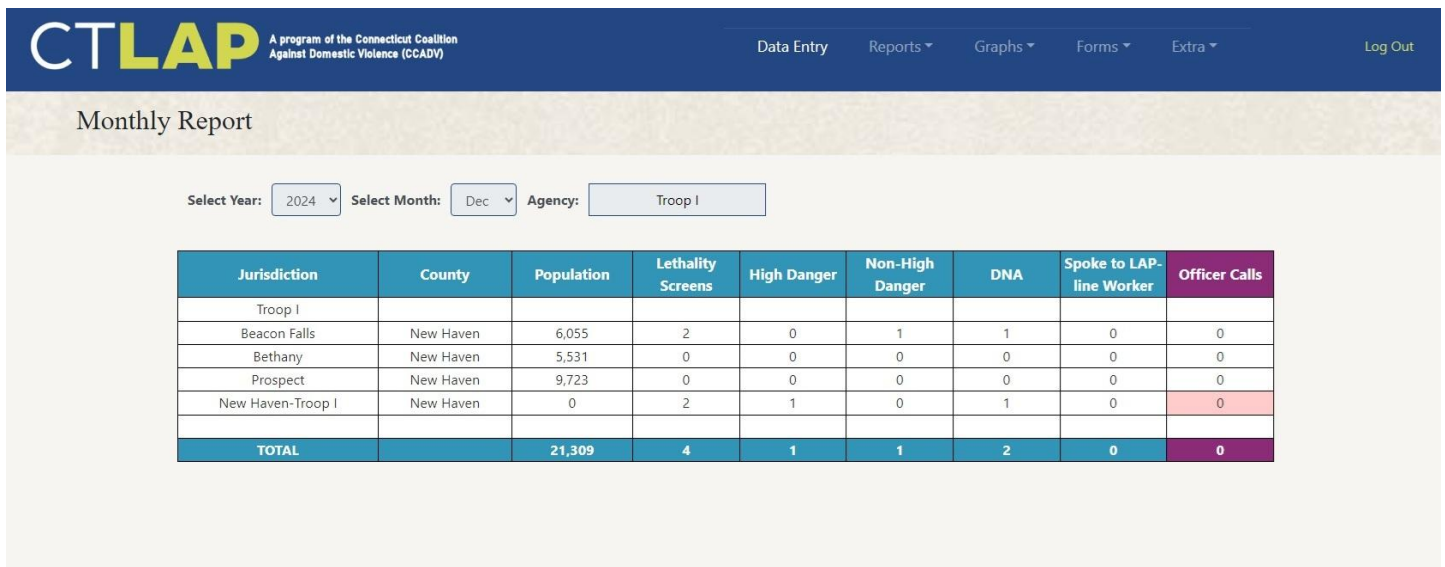 CTLAP A program of the Connecticut Coalition
Against Domestic Violence (CCADV)
Data Entry Reports Graphs Forms Extra Log Out
Monthly Report
Select Year: 2024 Select Month: Dec Agency: Troop I
Jurisdiction County Population Lethality Screens High Danger Non-High Danger DNA Spoke to LAP-line Worker Officer Calls
Troop I
Beacon Falls New Haven 6,055 2 0 1 1 0 0
Bethany New Haven 5,531 0 0 0 0 0 0
Prospect New Haven 9,723 0 0 0 0 0 0
New Haven-Troop I New Haven 0 2 1 0 1 0 0
TOTAL 21,309 4 1 1 2 0 0